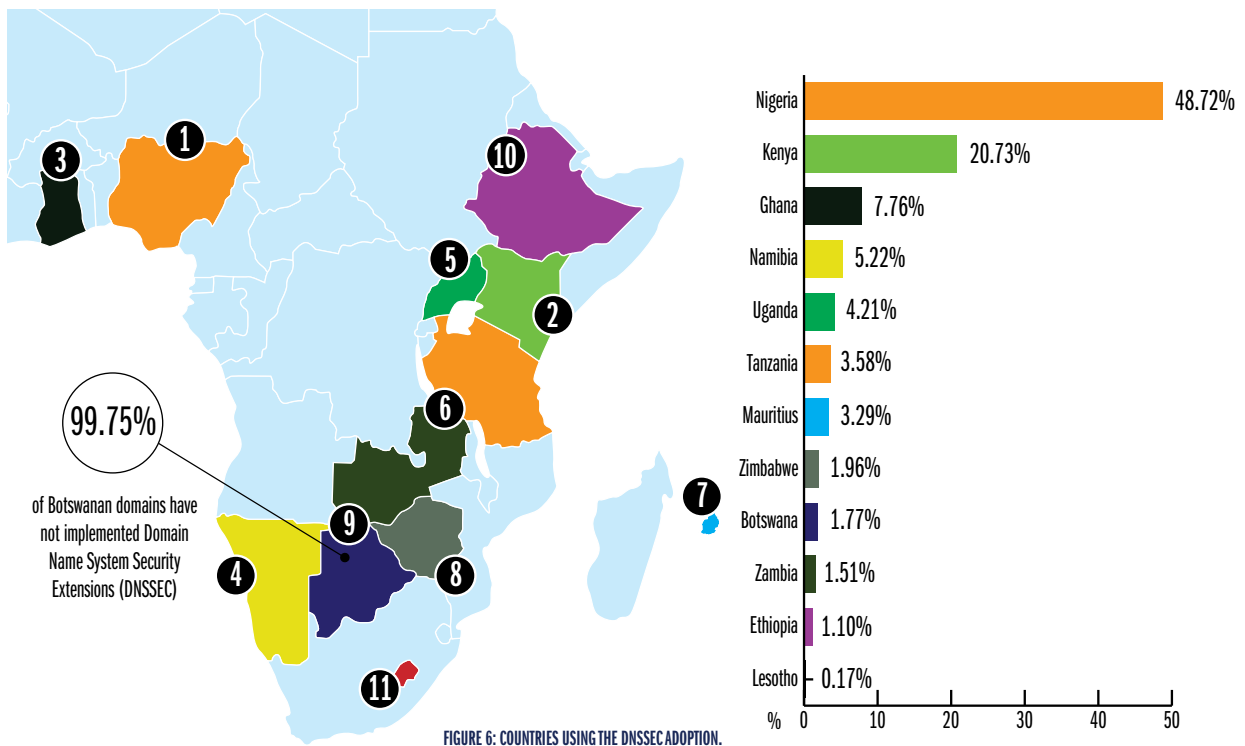 3
1
10
5
2
6
7
9
4
8
11
99.75%
of Botswanan domains have
not implemented Domain
Name System Security
Extensions (DNSSEC)
Nigeria 48.72%
Kenya 20.73%
Ghana 7.76%
Namibia 5.22%
Uganda 4.21%
Tanzania 3.58%
Mauritius 3.29%
Zimbabwe 1.96%
Botswana 1.77%
Zambia 1.51%
Ethiopia 1.10%
Lesotho 0.17%
% 0 10 20 30 40 50
FIGURE 6: COUNTRIES USING THE DNSSEC ADOPTION.